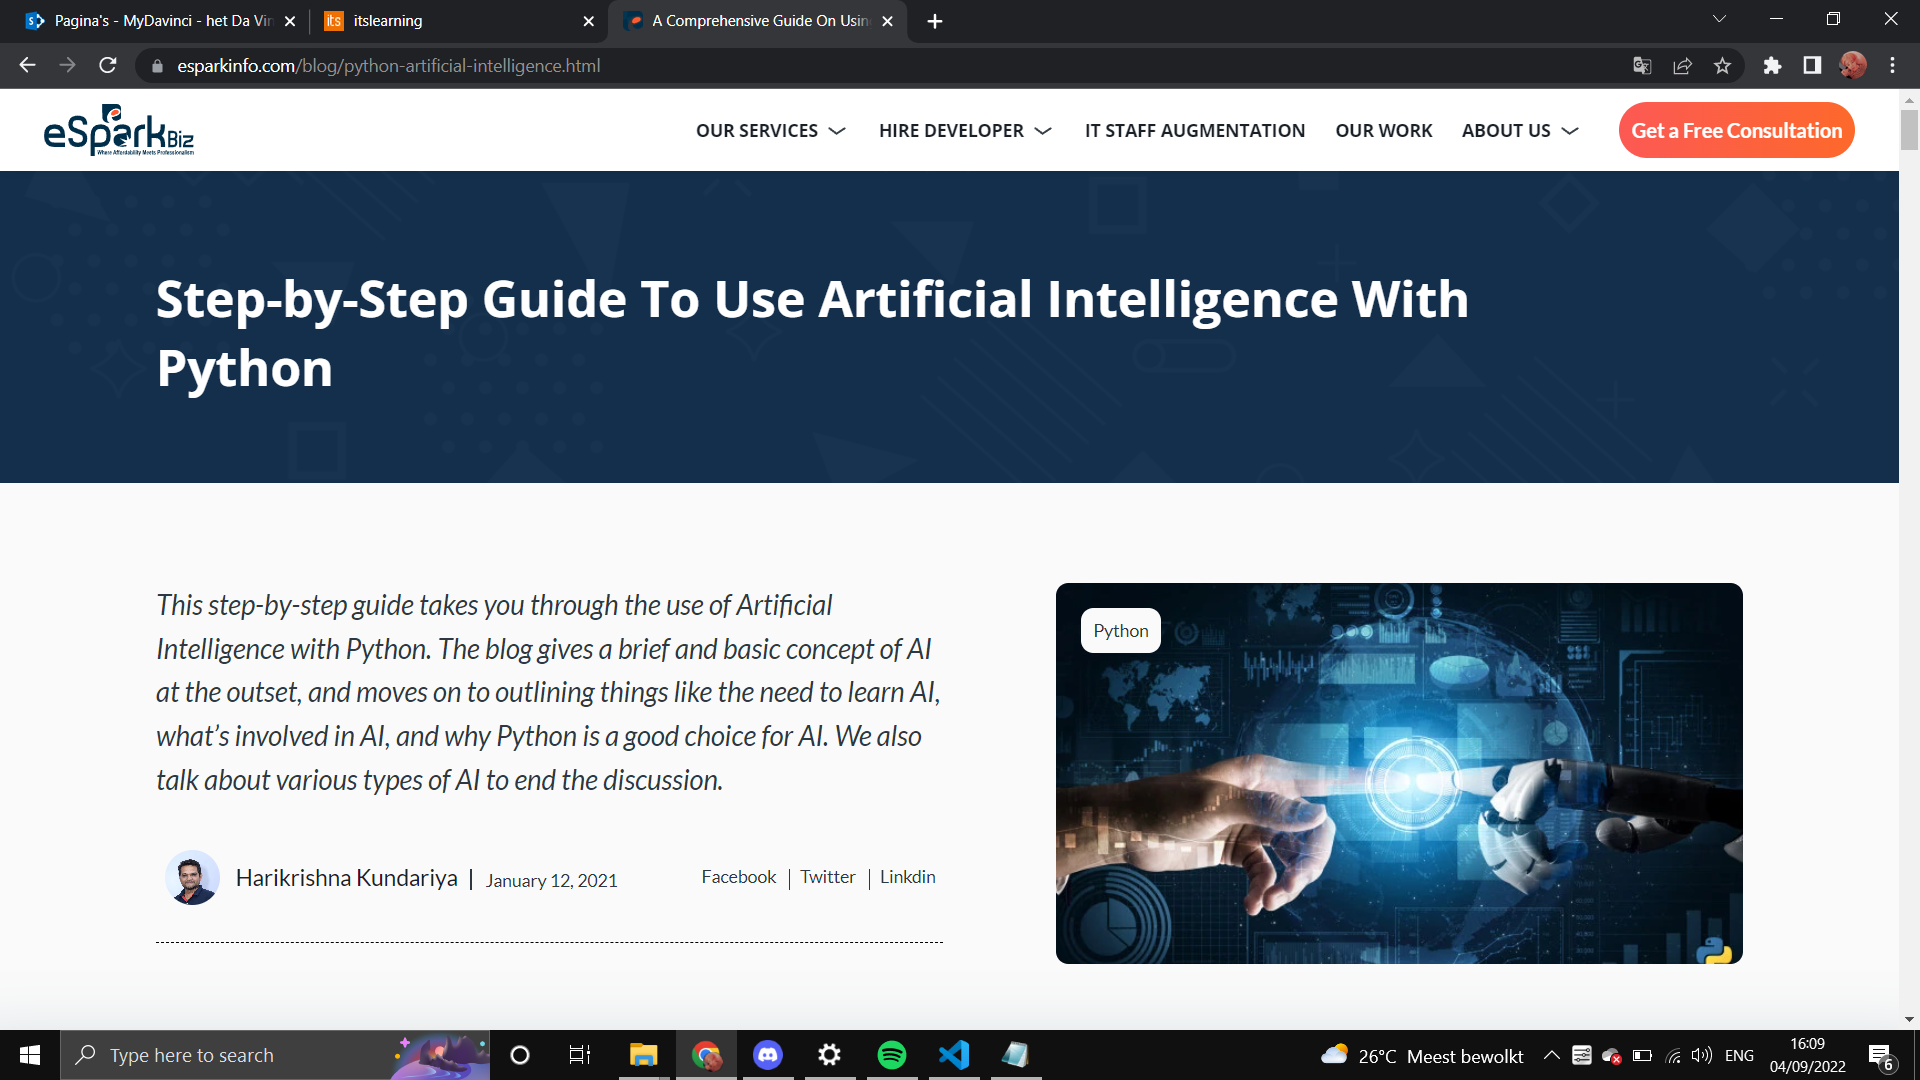 Pagina's - MyDavinci - het Da Vin
itslearning
A Comprehensive Guide On Usin
esparkinfo.com/blog/python-artificial-intelligence.html
eSparkBiz
Where Affordability Meets Professionalism
OUR SERVICES
HIRE DEVELOPER
IT STAFF AUGMENTATION
OUR WORK
ABOUT US
Get a Free Consultation
Step-by-Step Guide To Use Artificial Intelligence With
Python
This step-by-step guide takes you through the use of Artificial
Intelligence with Python. The blog gives a brief and basic concept of AI
at the outset, and moves on to outlining things like the need to learn AI,
what’s involved in AI, and why Python is a good choice for AI. We also
talk about various types of AI to end the discussion.
Harikrishna Kundariya | January 12, 2021
Facebook | Twitter | Linkdin
Python
Type here to search
26°C Meest bewolkt
ENG
16:09
04/09/2022
6